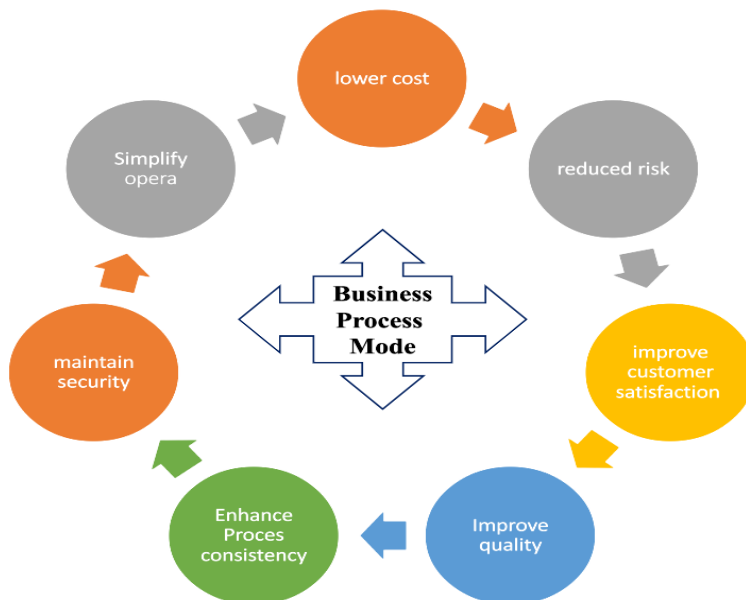 lower cost
reduced risk
improve
customer
satisfaction
Improve
quality
Enhance
Proces
consistency
maintain
security
Simplify
opera
Business
Process
Mode